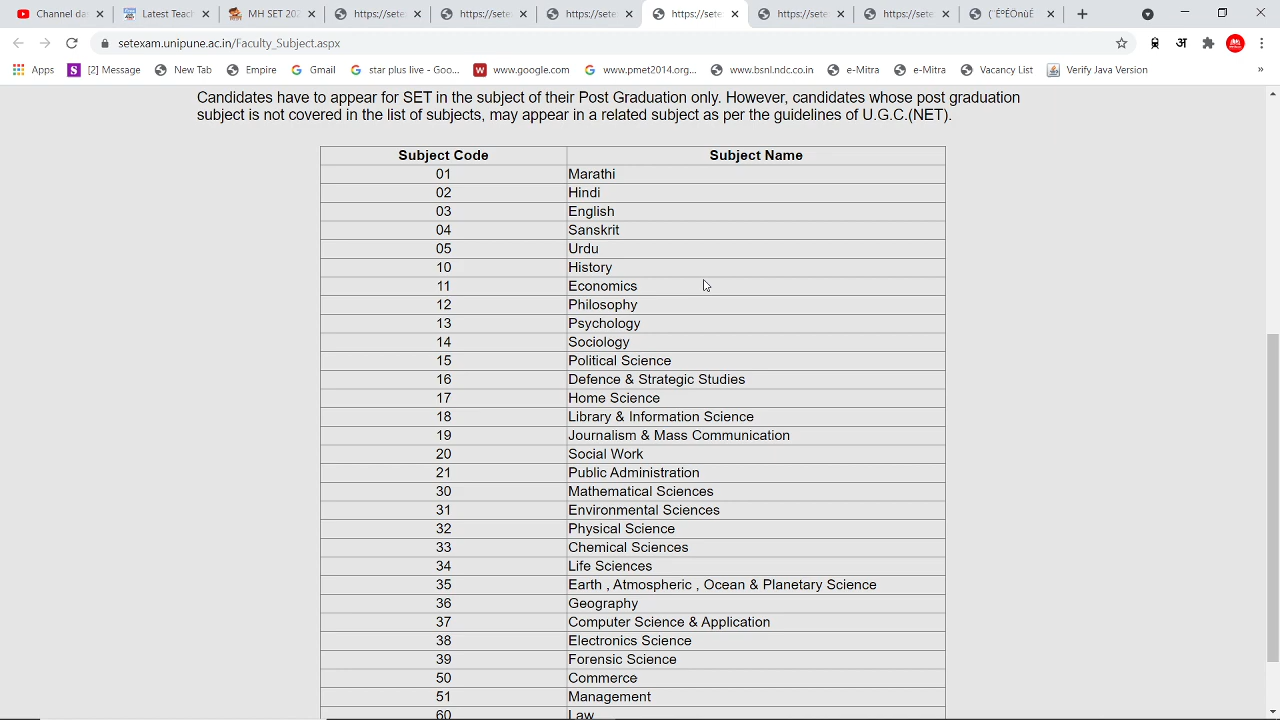 Channel da
Latest Teach
MH SET 202
https://sete
https://sete
https://sete
https://sete
https://sete
https://sete
setexam.unipune.ac.in/Faculty_Subject.aspx
Apps
[2] Message
New Tab
Empire
Gmail
star plus live - Goo...
www.google.com
www.pmet2014.org...
www.bsnl.ndc.co.in
e-Mitra
e-Mitra
Vacancy List
Verify Java Version
»
Candidates have to appear for SET in the subject of their Post Graduation only. However, candidates whose post graduation
subject is not covered in the list of subjects, may appear in a related subject as per the guidelines of U.G.C.(NET).
Subject Code Subject Name
01 Marathi
02 Hindi
03 English
04 Sanskrit
05 Urdu
10 History
11 Economics
12 Philosophy
13 Psychology
14 Sociology
15 Political Science
16 Defence & Strategic Studies
17 Home Science
18 Library & Information Science
19 Journalism & Mass Communication
20 Social Work
21 Public Administration
30 Mathematical Sciences
31 Environmental Sciences
32 Physical Science
33 Chemical Sciences
34 Life Sciences
35 Earth , Atmospheric , Ocean & Planetary Science
36 Geography
37 Computer Science & Application
38 Electronics Science
39 Forensic Science
50 Commerce
51 Management
60 Law